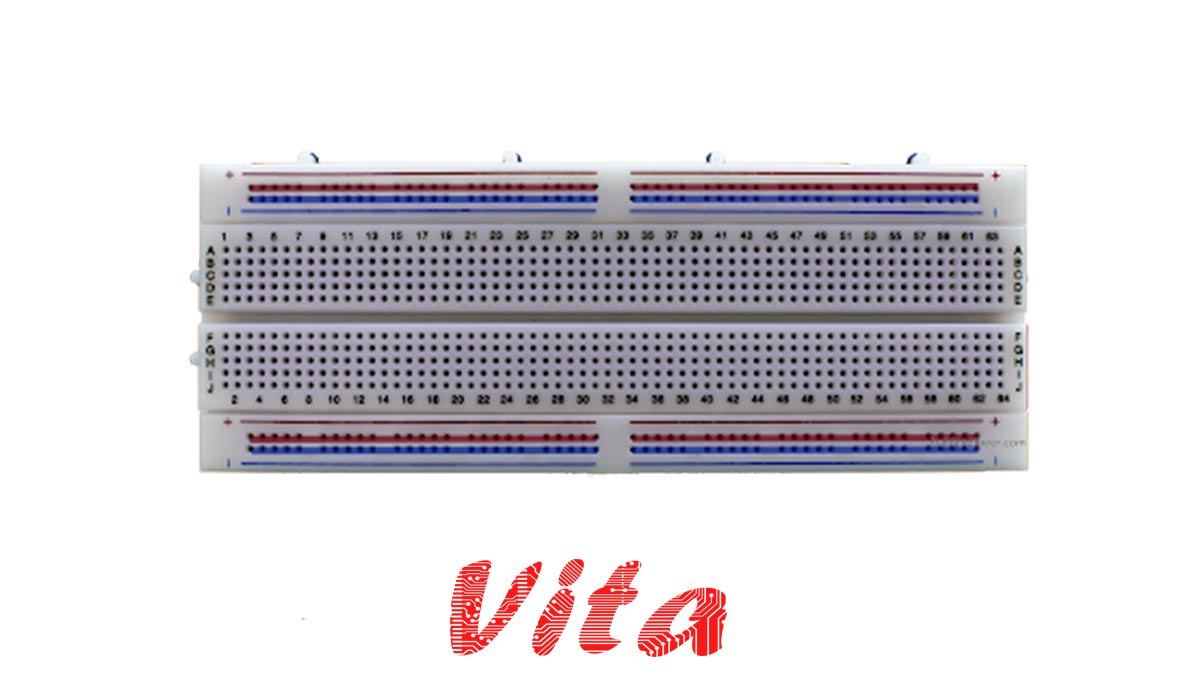 + +
1 3 5 7 9 11 13 15 17 19 21 23 25 27 29 31 33 35 37 39 41 43 45 47 49 51 53 55 57 59 61 63
A A
B B
C C
D D
E E
F F
G G
H H
I I
J J
2 4 6 8 10 12 14 16 18 20 22 24 26 28 30 32 34 36 38 40 42 44 46 48 50 52 54 56 58 60 62 64
+ +
Vita